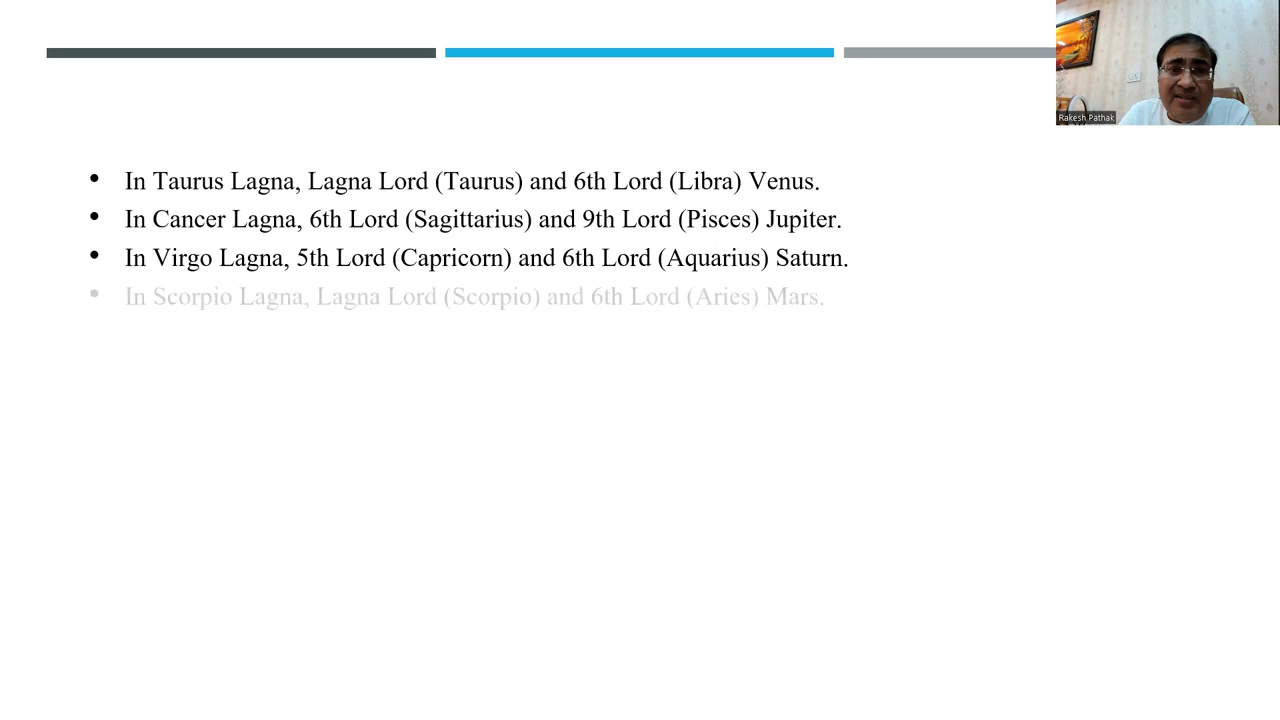 Rakesh Pathak
• In Taurus Lagna, Lagna Lord (Taurus) and 6th Lord (Libra) Venus.
• In Cancer Lagna, 6th Lord (Sagittarius) and 9th Lord (Pisces) Jupiter.
• In Virgo Lagna, 5th Lord (Capricorn) and 6th Lord (Aquarius) Saturn.
• In Scorpio Lagna, Lagna Lord (Scorpio) and 6th Lord (Aries) Mars.